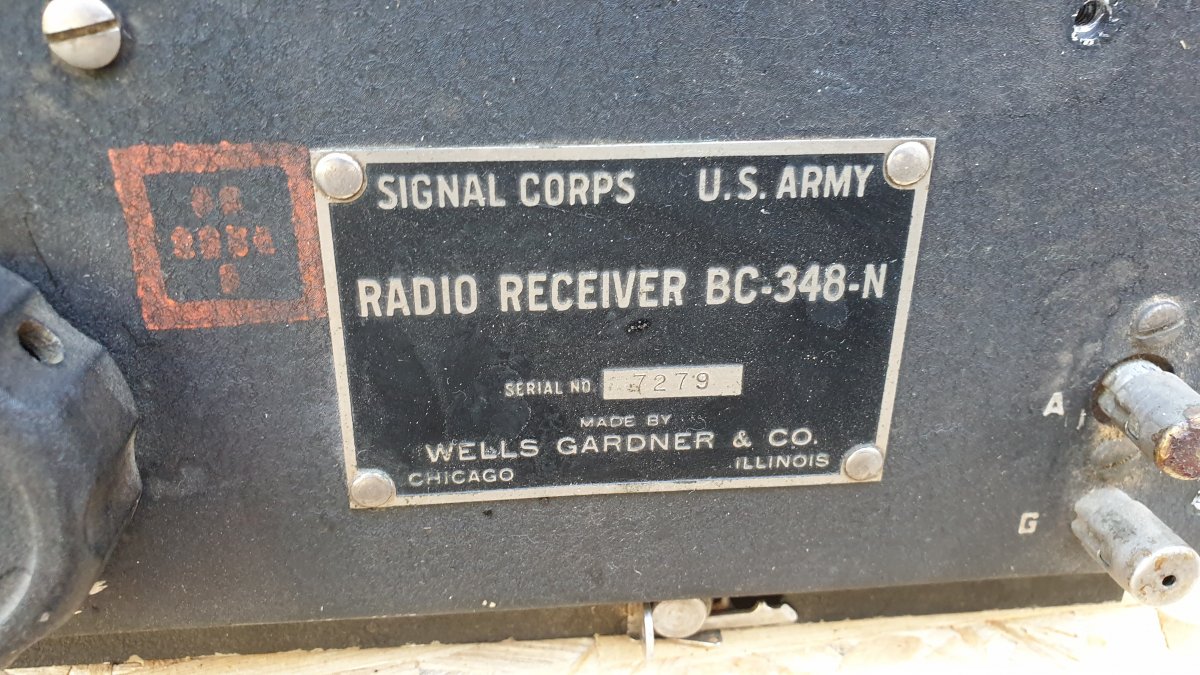 SIGNAL CORPS U.S. ARMY
RADIO RECEIVER BC-348-N
SERIAL NO 7279
MADE BY
WELLS GARDNER & CO.
CHICAGO ILLINOIS
A
G